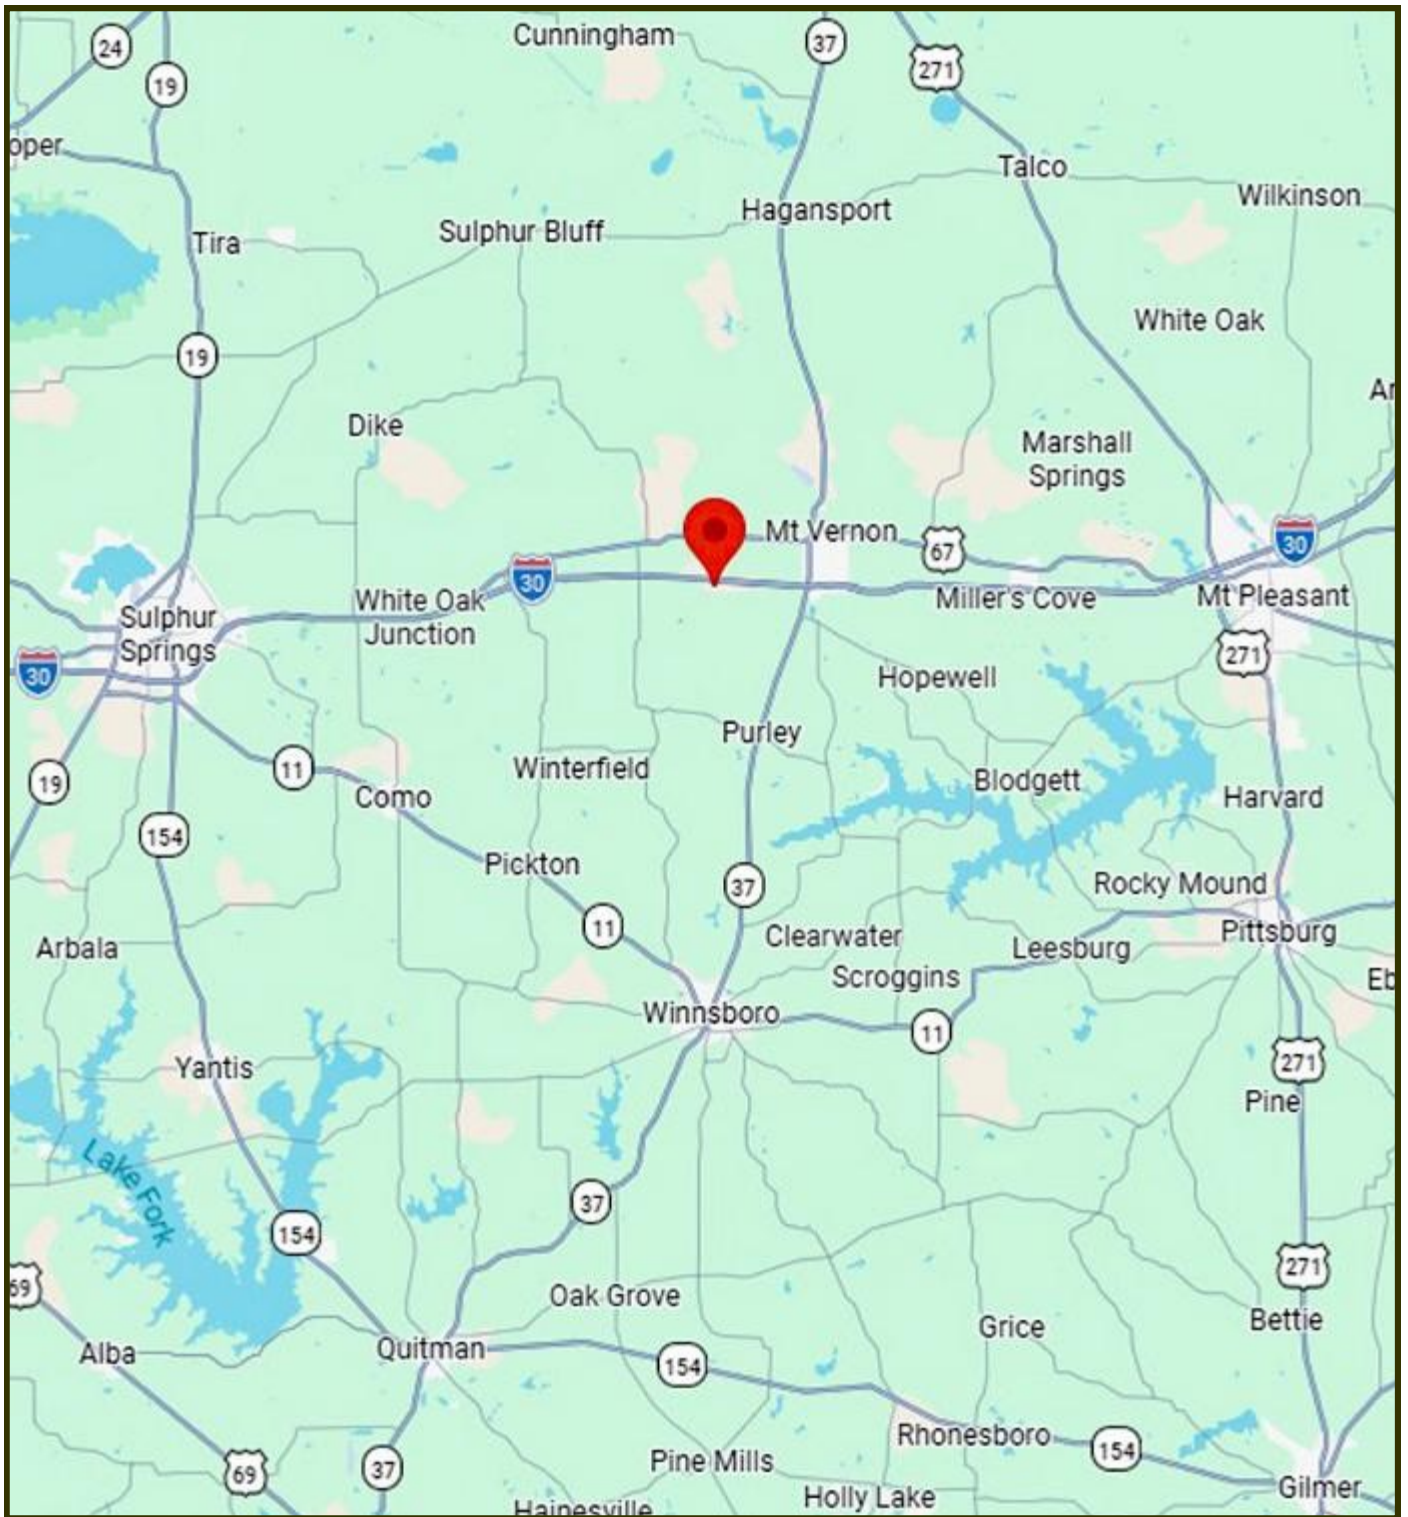 Cunningham
37
24
271
19
oper
Talco
Wilkinson
Hagansport
Sulphur Bluff
Tira
White Oak
19
Ar
Dike
Marshall
Springs
Mt Vernon
67
30
30
White Oak
Junction
Miller's Cove
Mt Pleasant
Sulphur
Springs
271
30
Hopewell
Purley
11
Winterfield
19
Como
Blodgett
Harvard
154
Pickton
37
Rocky Mound
11
Clearwater
Pittsburg
Arbala
Leesburg
Scroggins
Eb
Winnsboro
11
Yantis
271
Pine
Lake Fork
37
154
271
69
Oak Grove
Grice
Bettie
Alba
Quitman
154
Rhonesboro
154
Pine Mills
69
37
Gilmer
Holly Lake
Hainesville